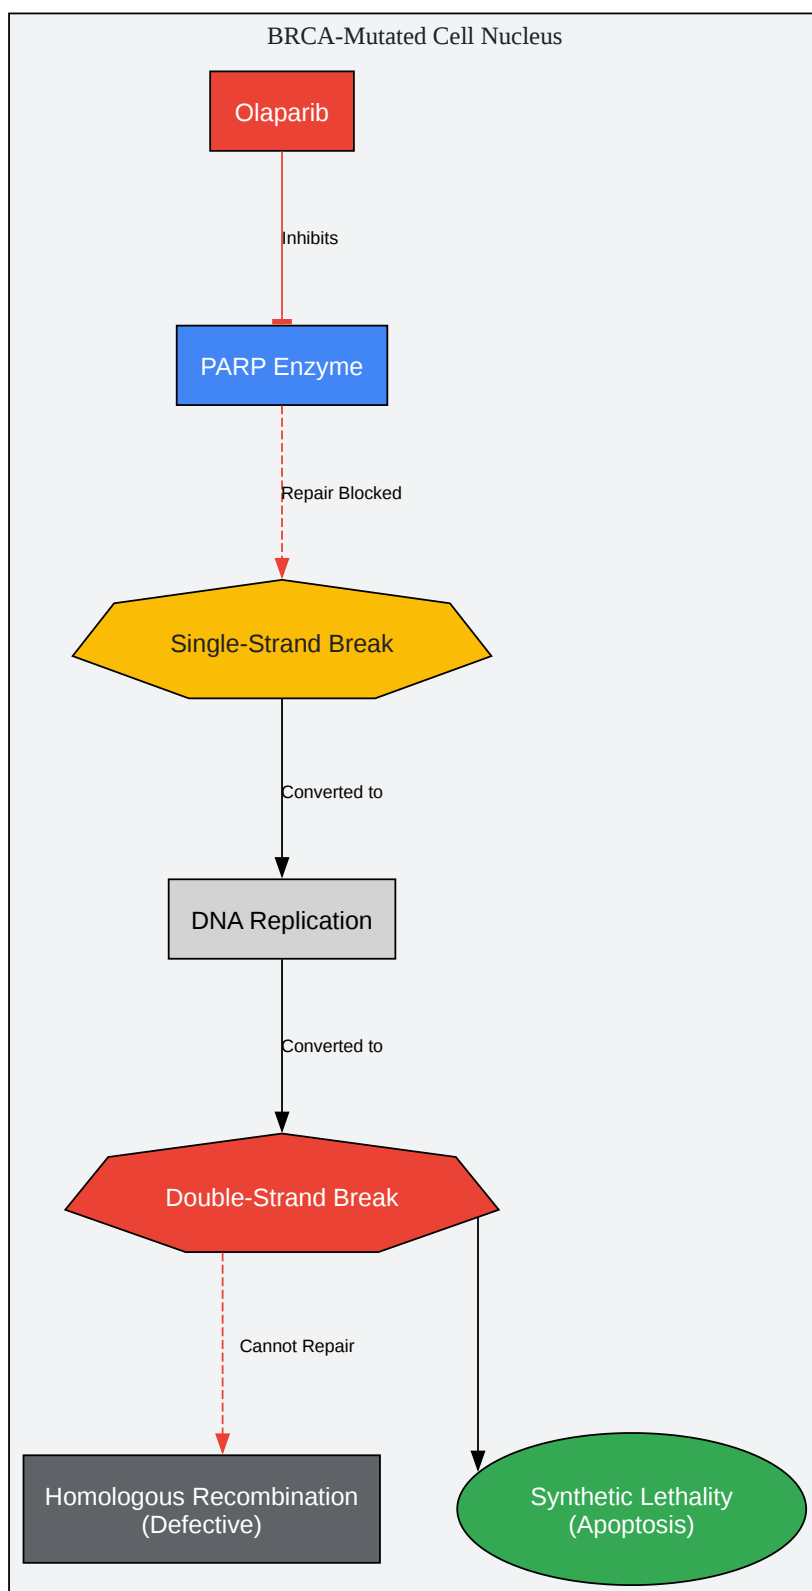 BRCA-Mutated Cell Nucleus
Olaparib
Inhibits
PARP Enzyme
Repair Blocked
Single-Strand Break
Converted to
DNA Replication
Converted to
Double-Strand Break
Cannot Repair
Homologous Recombination
(Defective)
Synthetic Lethality
(Apoptosis)